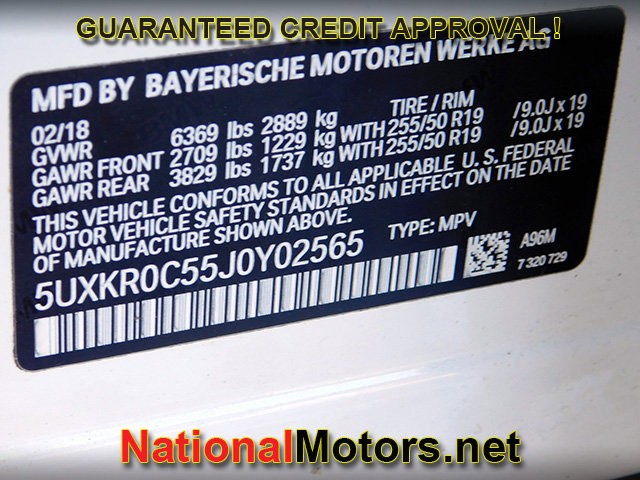 GUARANTEED CREDIT APPROVAL !
MFD BY BAYERISCHE MOTOREN WERKE AG
02/18
TIRE / RIM
GVWR 6369 lbs 2889 kg
GAWR FRONT 2709 lbs 1229 kg WITH 255/50 R19 /9.0J x 19
GAWR REAR 3829 lbs 1737 kg WITH 255/50 R19 /9.0J x 19
THIS VEHICLE CONFORMS TO ALL APPLICABLE U.S. FEDERAL
MOTOR VEHICLE SAFETY STANDARDS IN EFFECT ON THE DATE
OF MANUFACTURE SHOWN ABOVE.
5UXKR0C55J0Y02565 TYPE: MPV
A96M
7 320 729
NationalMotors.net